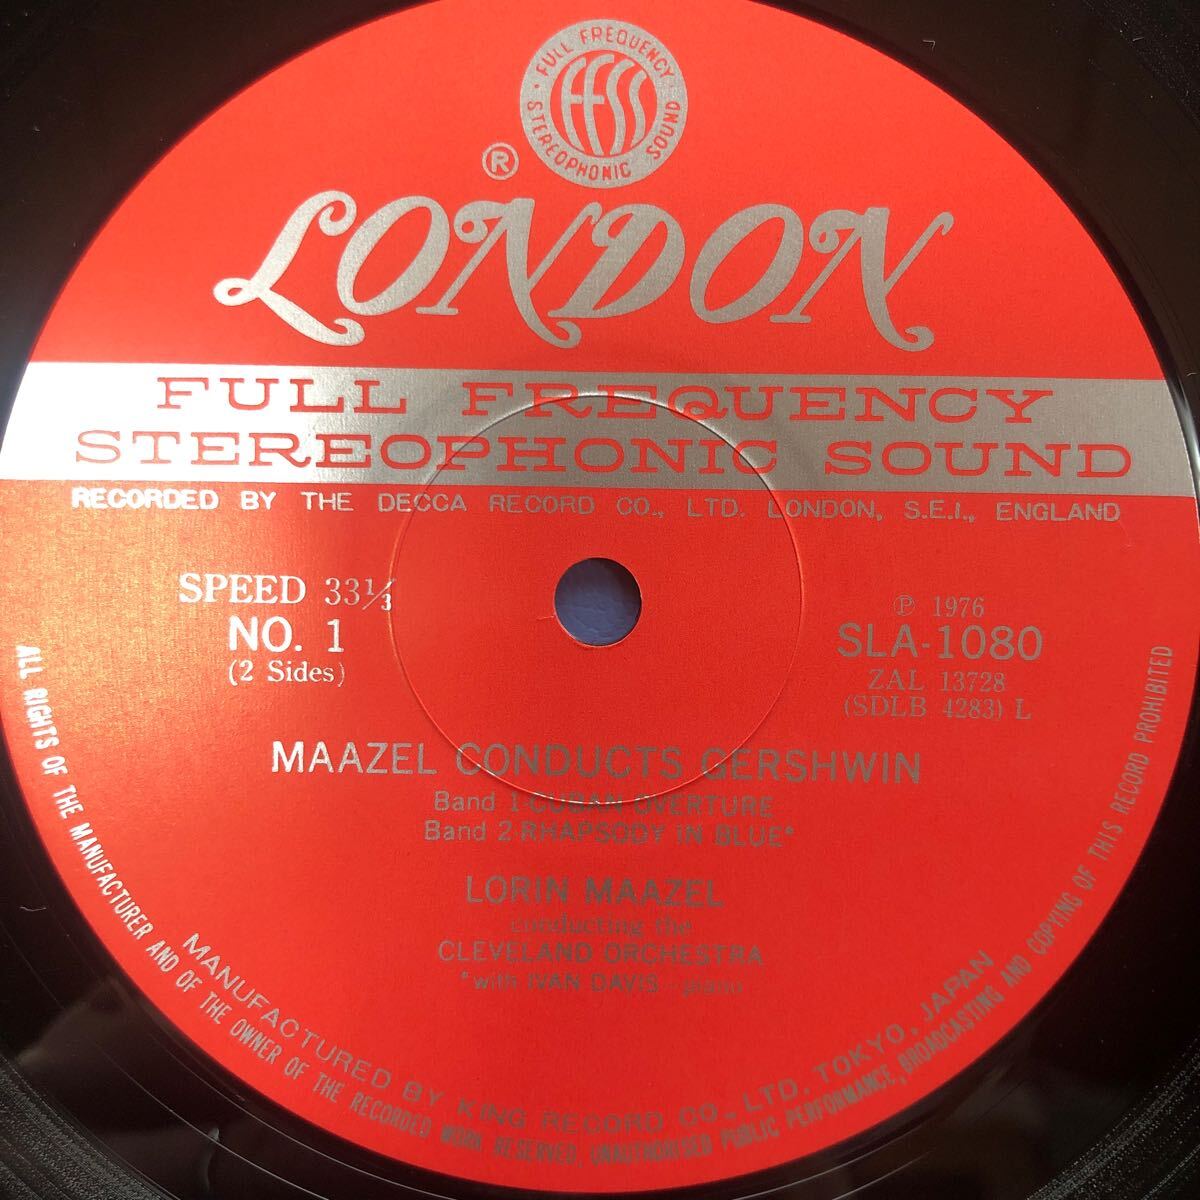 FULL FREQUENCY
STEREOPHONIC SOUND
FFSS
®
LONDON
FULL FREQUENCY
STEREOPHONIC SOUND
RECORDED BY THE DECCA RECORD CO., LTD. LONDON, S.E.I., ENGLAND
SPEED 33⅓
NO. 1
(2 Sides)
℗ 1976
SLA-1080
ZAL 13728
(SDLB 4283) L
MAAZEL CONDUCTS GERSHWIN
Band 1·CUBAN OVERTURE
Band 2·RHAPSODY IN BLUE*
LORIN MAAZEL
conducting the
CLEVELAND ORCHESTRA
*with IVAN DAVIS—piano
MANUFACTURED BY KING RECORD CO., LTD, TOKYO, JAPAN
ALL RIGHTS OF THE MANUFACTURER AND OF THE OWNER OF THE RECORDED WORK RESERVED, UNAUTHORISED PUBLIC PERFORMANCE, BROADCASTING AND COPYING OF THIS RECORD PROHIBITED